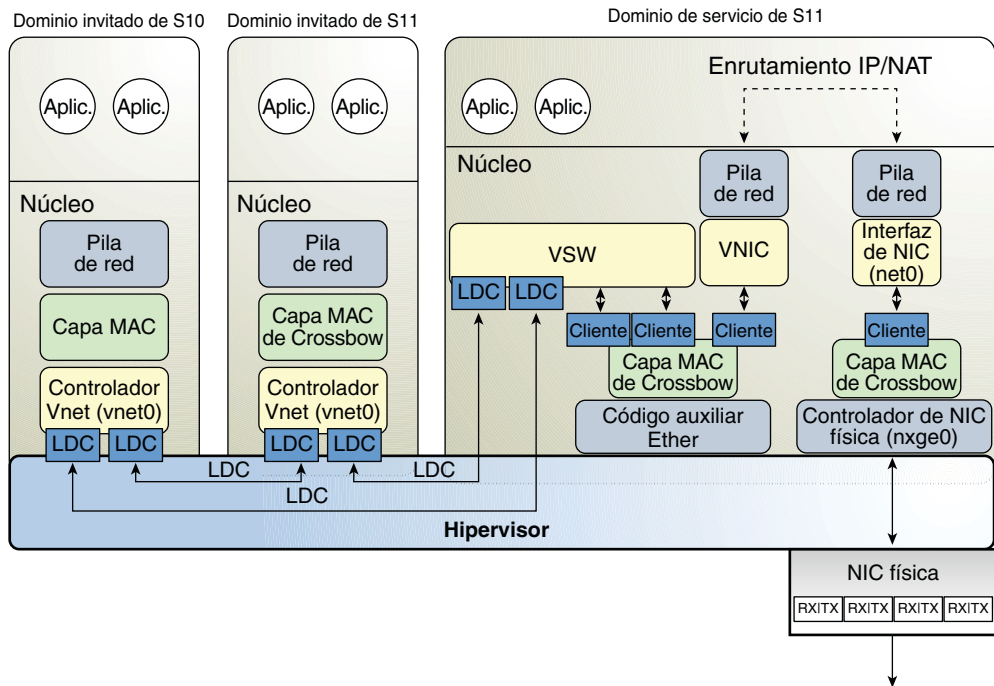 Dominio invitado de S10
Dominio invitado de S11
Dominio de servicio de S11
Aplic.
Aplic.
Aplic.
Aplic.
Aplic.
Aplic.
Enrutamiento IP/NAT
Núcleo
Núcleo
Núcleo
Pila
de red
Pila
de red
Pila
de red
Pila
de red
VSW
VNIC
Interfaz
de NIC
(net0)
LDC
LDC
Capa MAC
Capa MAC
de Crossbow
Cliente
Cliente
Cliente
Cliente
Capa MAC
de Crossbow
Capa MAC
de Crossbow
Controlador
Vnet (vnet0)
Controlador
Vnet (vnet0)
Código auxiliar
Ether
Controlador de NIC
física (nxge0)
LDC
LDC
LDC
LDC
LDC
LDC
LDC
Hipervisor
NIC física
RX|TX
RX|TX
RX|TX
RX|TX